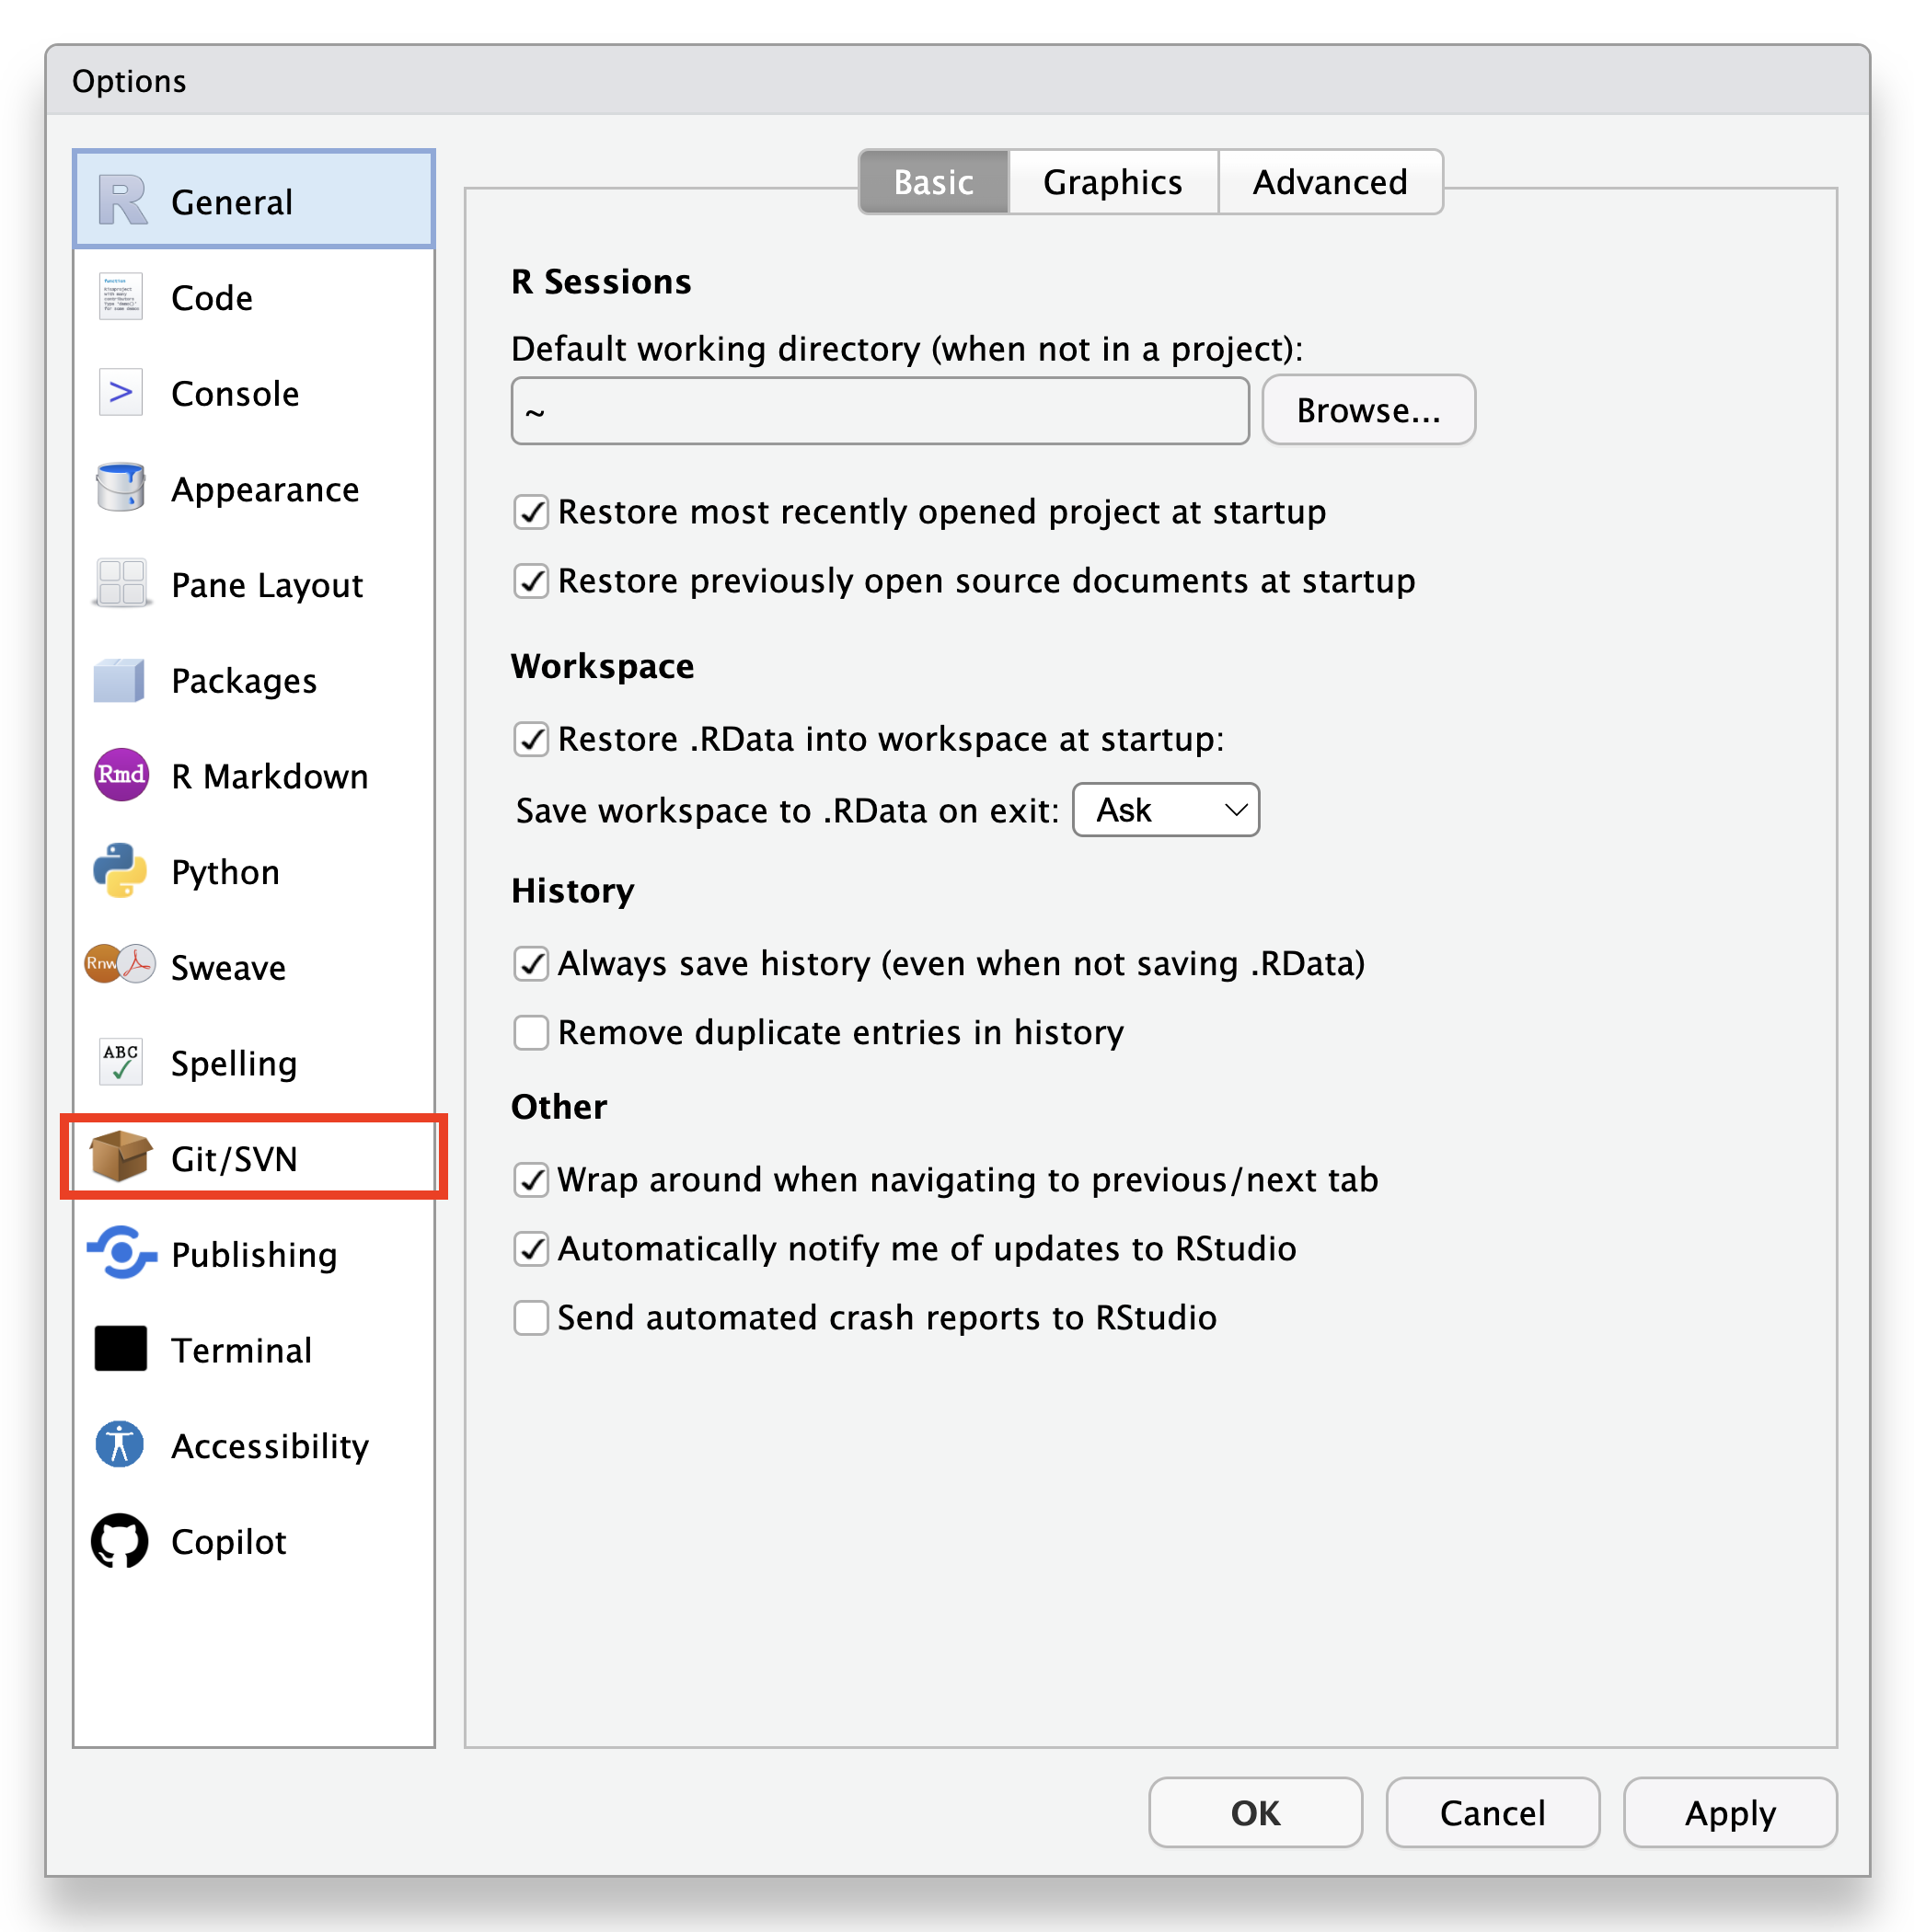 Options
General
Code
Console
Appearance
Pane Layout
Packages
Rmd
R Markdown
Python
Rnw
Sweave
ABC
Spelling
Git/SVN
Publishing
Terminal
Accessibility
Copilot
Basic Graphics Advanced
R Sessions
Default working directory (when not in a project):
~ Browse...
Restore most recently opened project at startup
Restore previously open source documents at startup
Workspace
Restore .RData into workspace at startup:
Save workspace to .RData on exit: Ask
History
Always save history (even when not saving .RData)
Remove duplicate entries in history
Other
Wrap around when navigating to previous/next tab
Automatically notify me of updates to RStudio
Send automated crash reports to RStudio
OK Cancel Apply